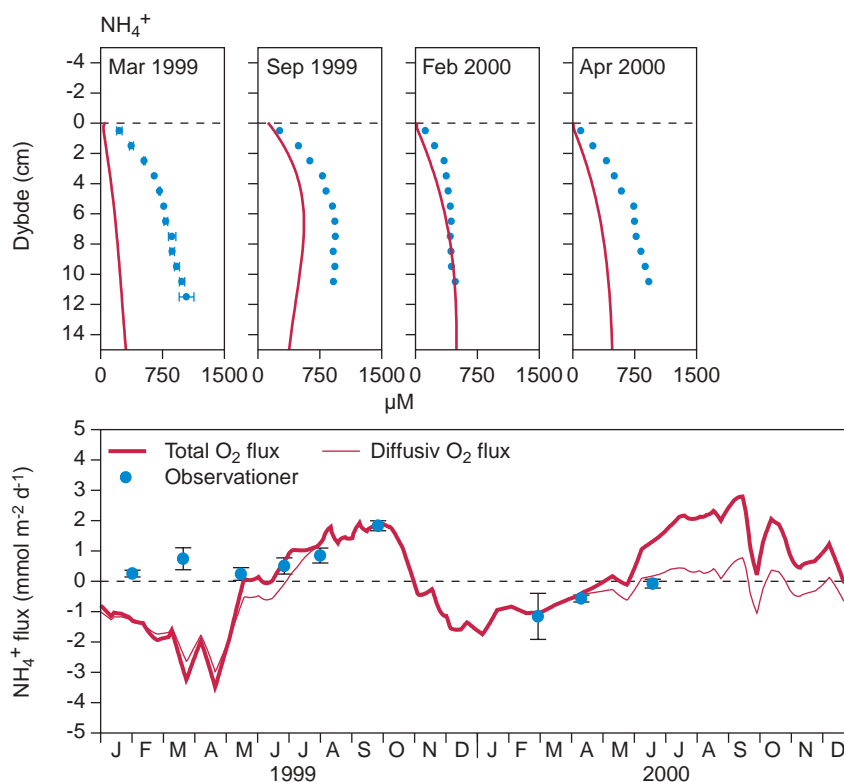 NH₄⁺
Mar 1999 Sep 1999 Feb 2000 Apr 2000
-4
-2
0
2
4
6
8
10
12
14
Dybde (cm)
0 750 1500 0 750 1500 0 750 1500 0 750 1500
µM
5
4
3
2
1
0
-1
-2
-3
-4
-5
NH₄⁺ flux (mmol m⁻² d⁻¹)
Total O₂ flux Diffusiv O₂ flux
Observationer
J F M A M J J A S O N D J F M A M J J A S O N D
1999 2000